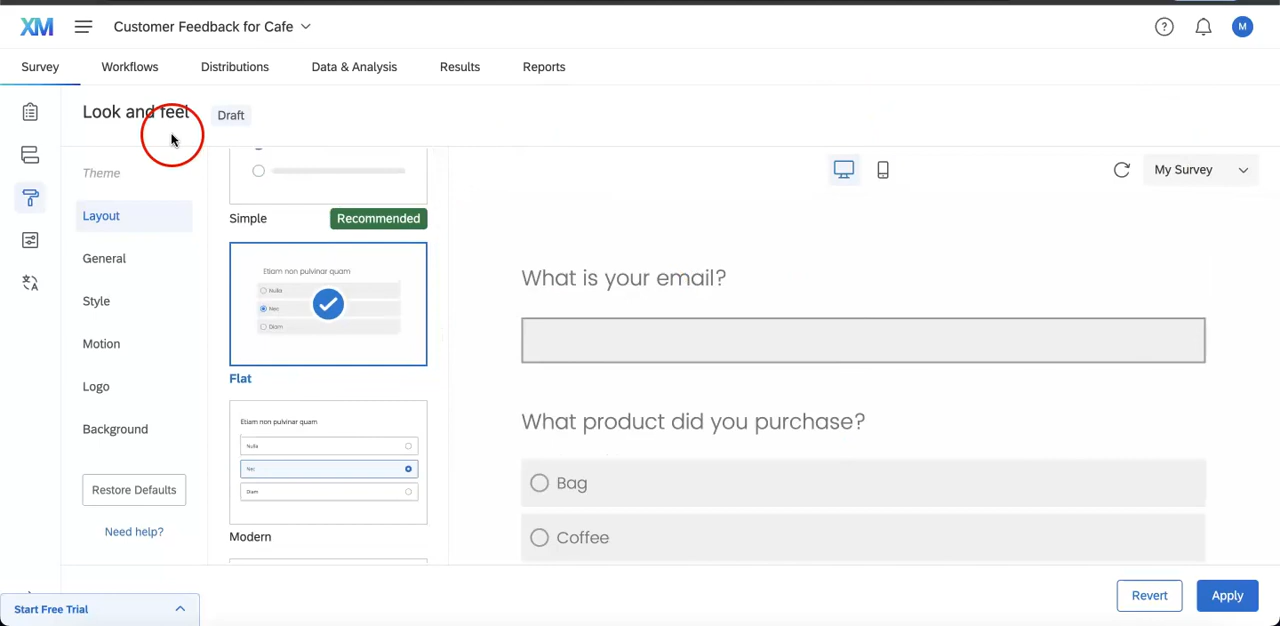 XM
Customer Feedback for Cafe
M
Survey
Workflows
Distributions
Data & Analysis
Results
Reports
Look and feel
Draft
Theme
Layout
General
Style
Motion
Logo
Background
Restore Defaults
Need help?
Simple
Recommended
Etiam non pulvinar quam
Nulla
Nec
Diam
Flat
Etiam non pulvinar quam
Nulla
Nec
Diam
Modern
My Survey
What is your email?
What product did you purchase?
Bag
Coffee
Start Free Trial
Revert
Apply